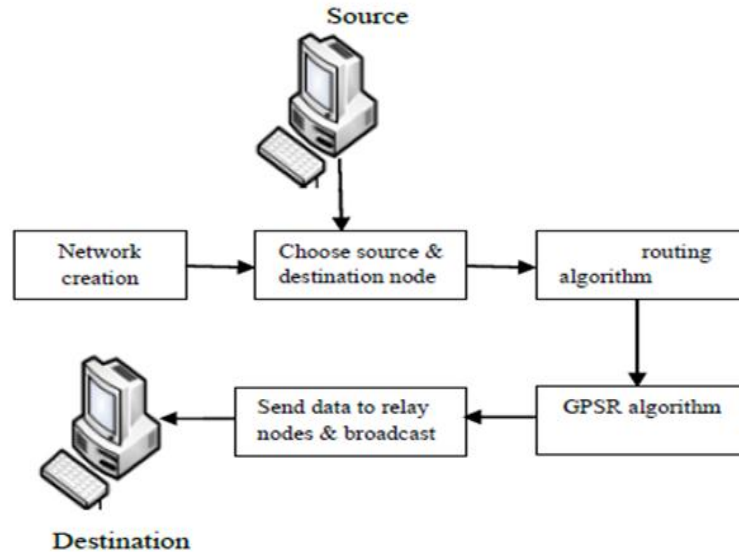 Source
Network
creation
Choose source &
destination node
routing
algorithm
GPSR algorithm
Send data to relay
nodes & broadcast
Destination